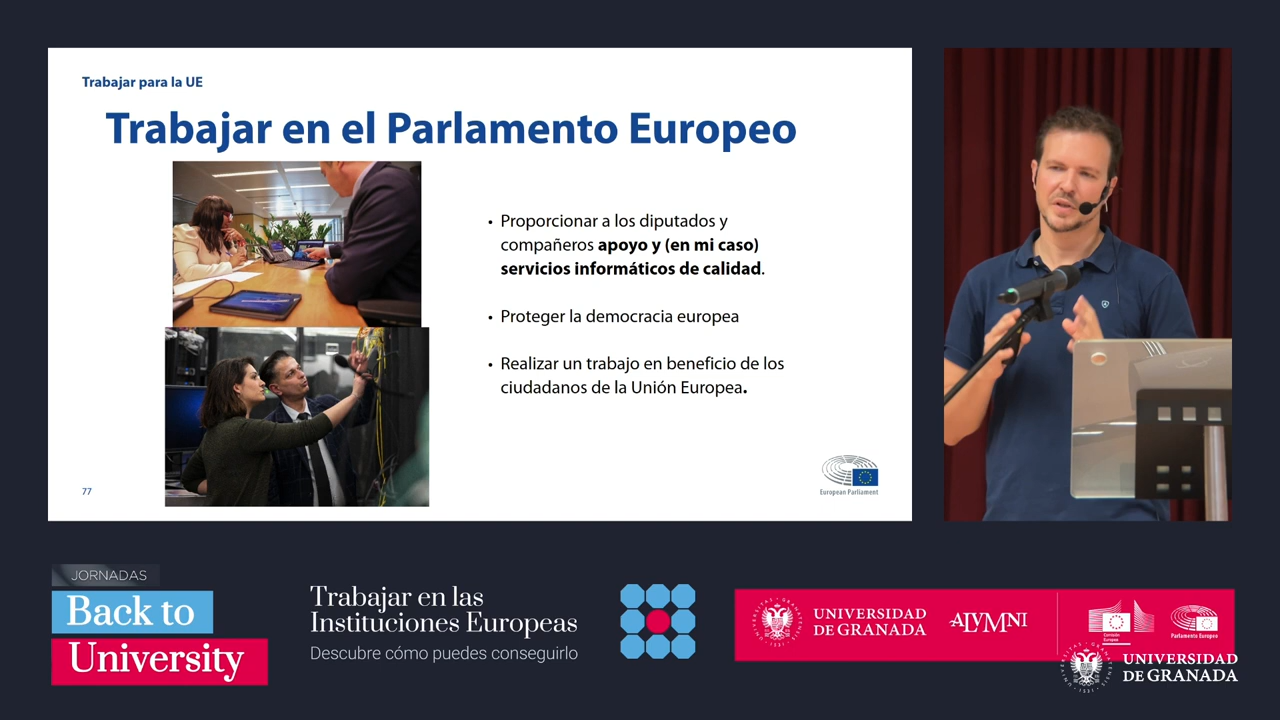 Trabajar para la UE
Trabajar en el Parlamento Europeo
• Proporcionar a los diputados y
compañeros apoyo y (en mi caso)
servicios informáticos de calidad.
• Proteger la democracia europea
• Realizar un trabajo en beneficio de los
ciudadanos de la Unión Europea.
77
European Parliament
JORNADAS
Back to
University
Trabajar en las
Instituciones Europeas
Descubre cómo puedes conseguirlo
UNIVERSIDAD
DE GRANADA
ALVMNI
Comisión
Europea
Parlamento Europeo
UNIVERSIDAD
DE GRANADA